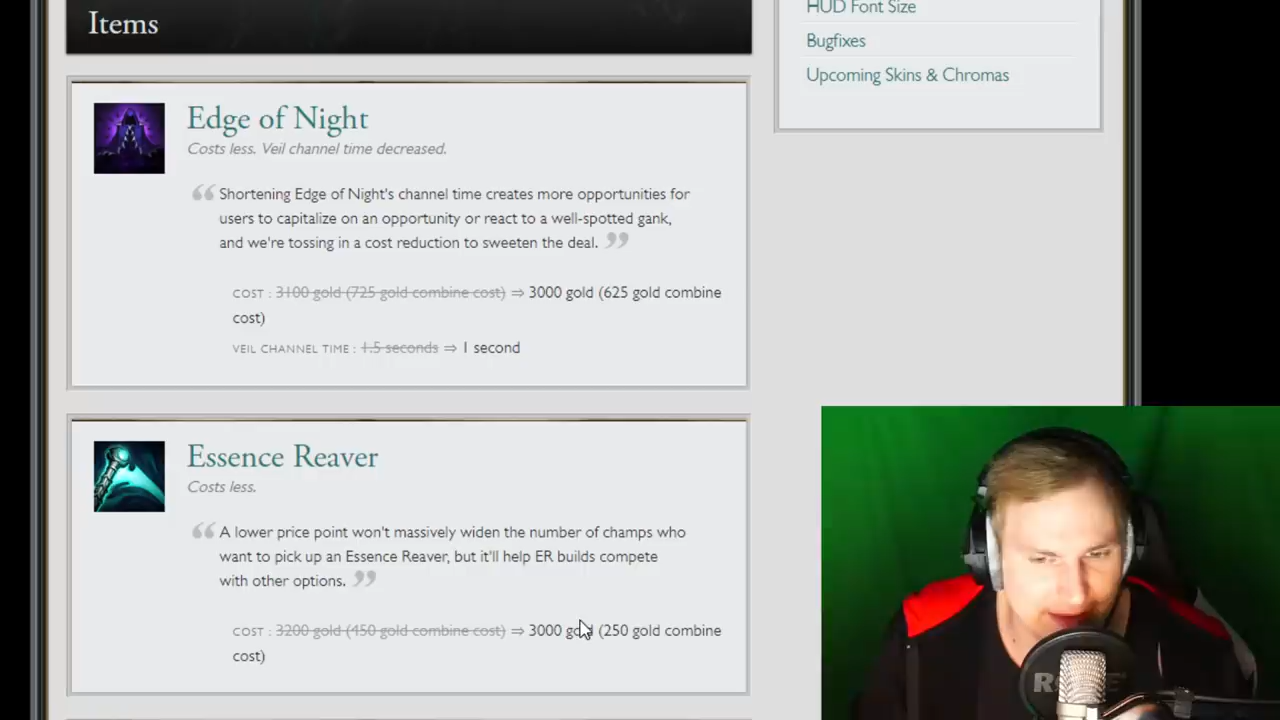 Items
HUD Font Size
Bugfixes
Upcoming Skins & Chromas
Edge of Night
Costs less. Veil channel time decreased.
“ Shortening Edge of Night's channel time creates more opportunities for
users to capitalize on an opportunity or react to a well-spotted gank,
and we're tossing in a cost reduction to sweeten the deal. ”
COST : 3100 gold (725 gold combine cost) ⇒ 3000 gold (625 gold combine
cost)
VEIL CHANNEL TIME : 1.5 seconds ⇒ 1 second
Essence Reaver
Costs less.
“ A lower price point won't massively widen the number of champs who
want to pick up an Essence Reaver, but it'll help ER builds compete
with other options. ”
COST : 3200 gold (450 gold combine cost) ⇒ 3000 gold (250 gold combine
cost)